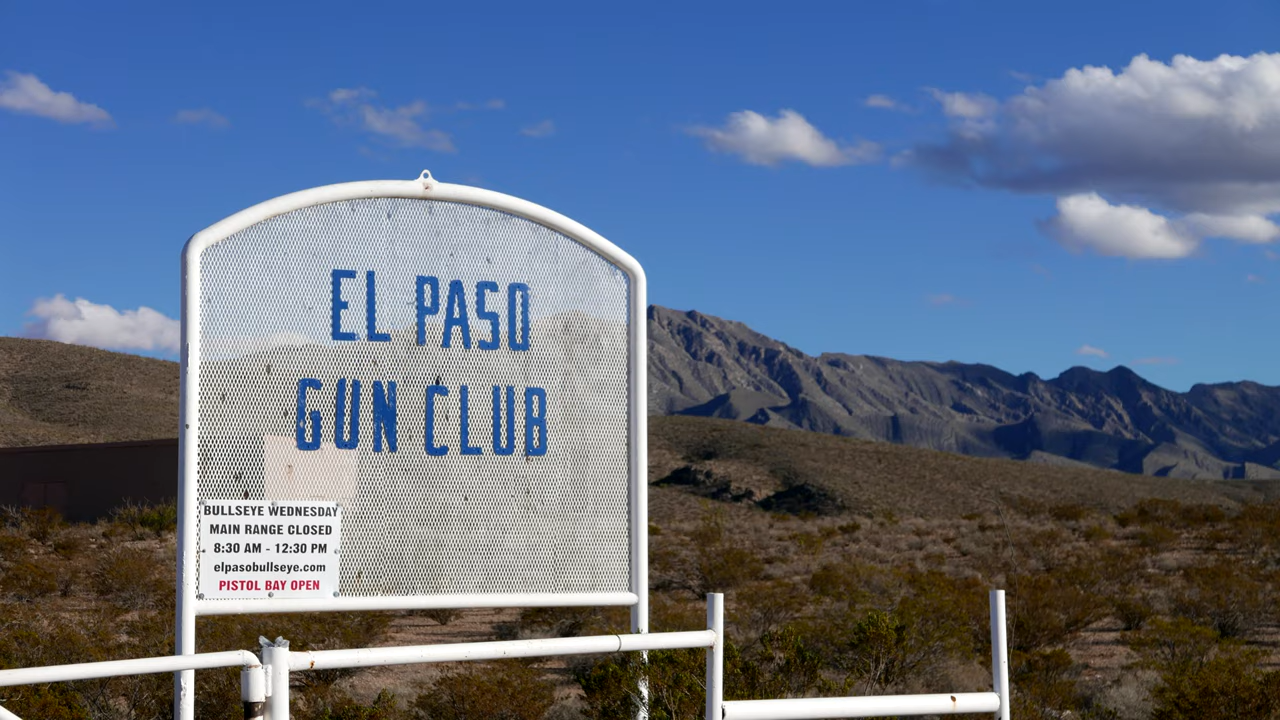 EL PASO
GUN CLUB
BULLSEYE WEDNESDAY
MAIN RANGE CLOSED
8:30 AM - 12:30 PM
elpasobullseye.com
PISTOL BAY OPEN